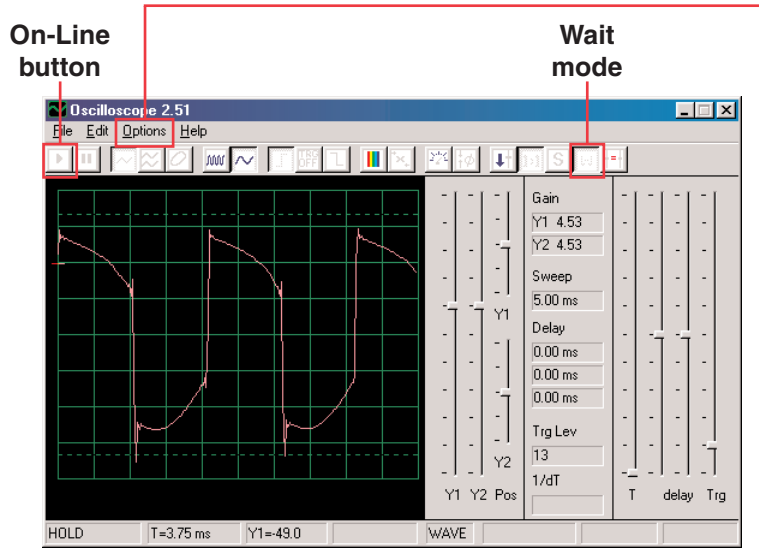 On-Line
button
Wait
mode
Oscilloscope 2.51
File Edit Options Help
TRG
OFF
S
Gain
Y1 4.53
Y2 4.53
Sweep
5.00 ms
Delay
0.00 ms
0.00 ms
0.00 ms
Trg Lev
13
1/dT
Y1
Y2
Y1 Y2 Pos
T delay Trg
HOLD T=3.75 ms Y1=-49.0 WAVE